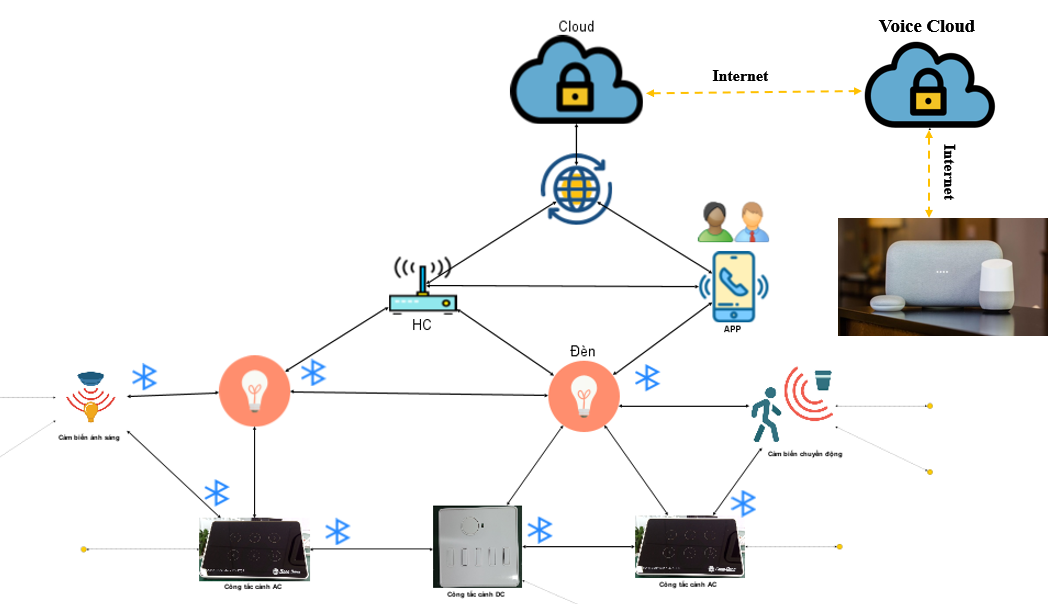 Cloud
Voice Cloud
Internet
Internet
HC
APP
Đèn
Cảm biến ánh sáng
Cảm biến chuyển động
Công tắc cảnh AC
Công tắc cảnh DC
Công tắc cảnh AC